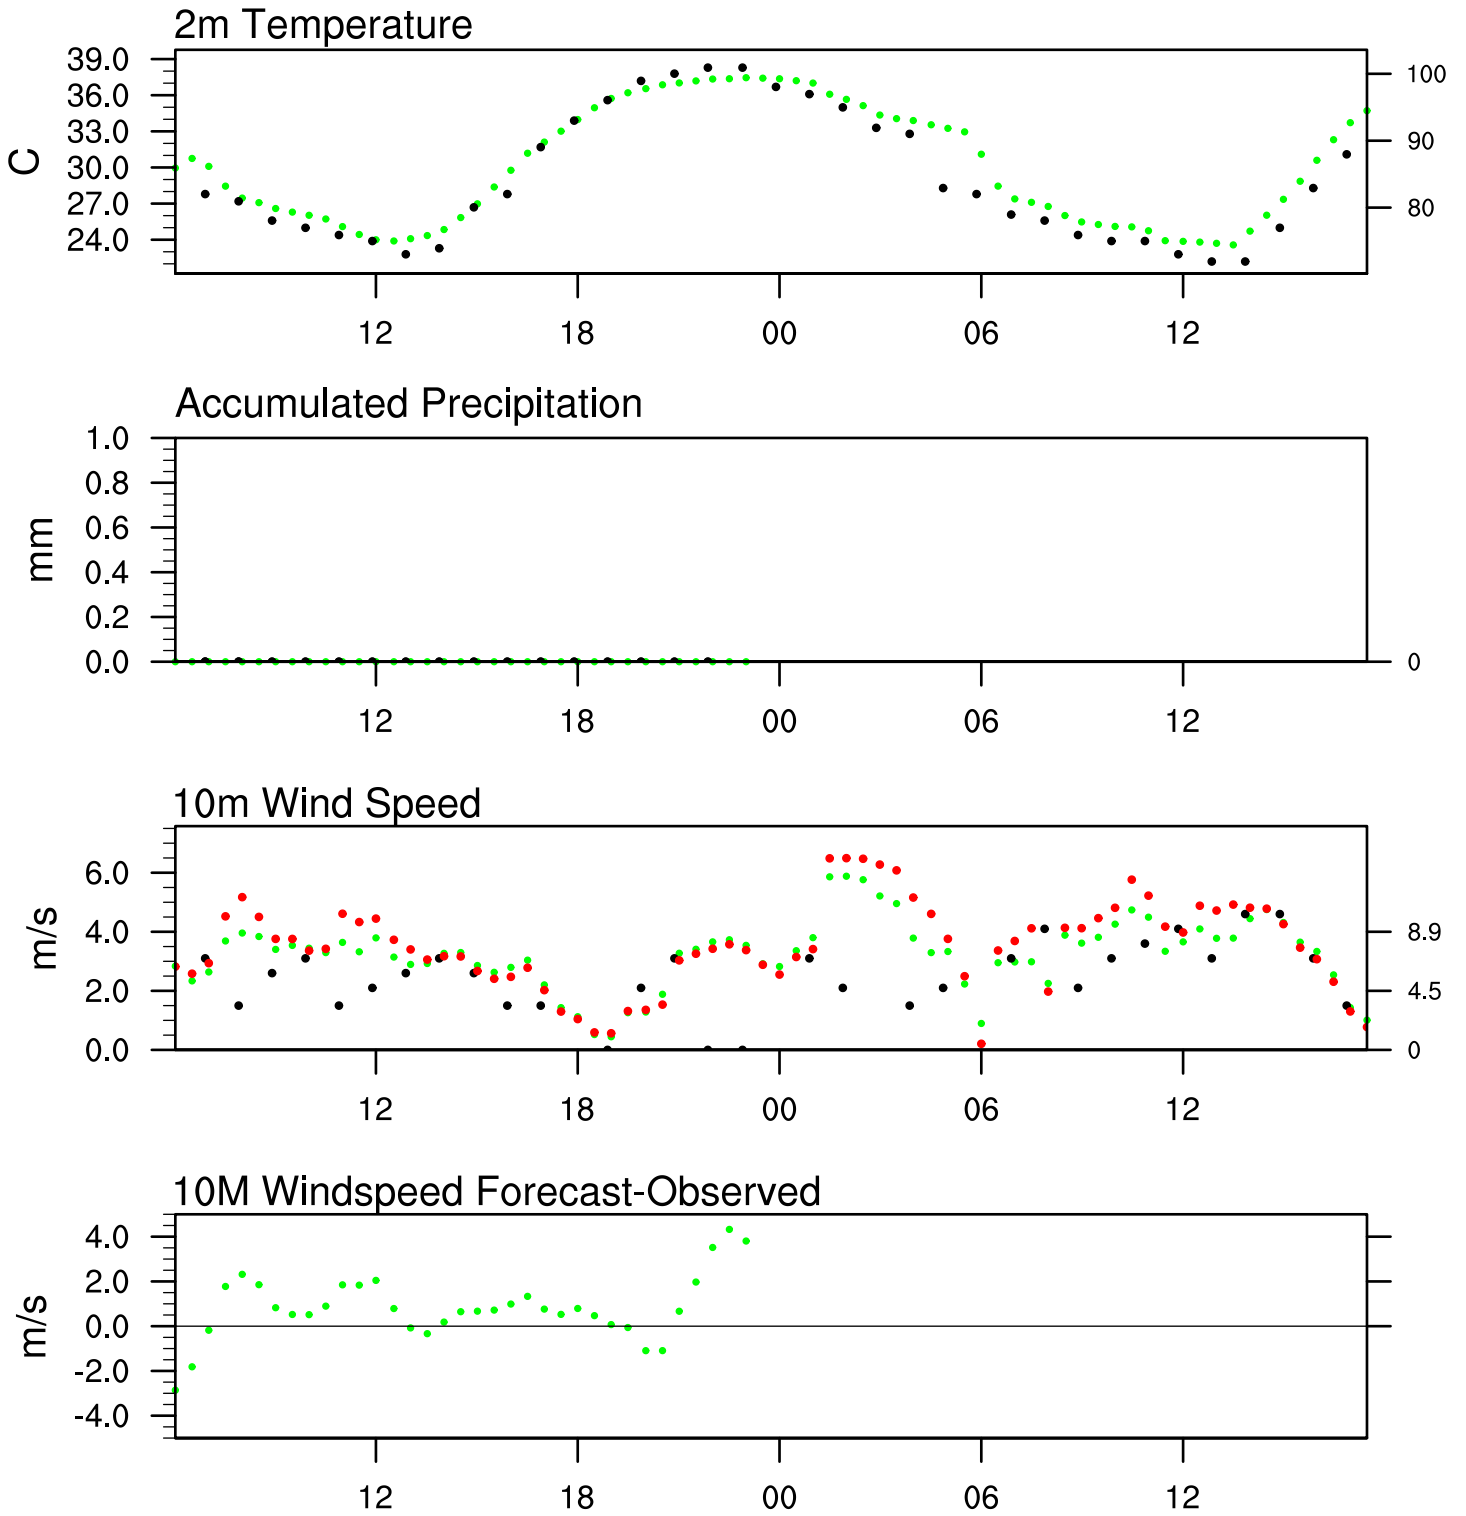 2m Temperature
C
39.0
36.0
33.0
30.0
27.0
24.0
100
90
80
12 18 00 06 12
Accumulated Precipitation
mm
1.0
0.8
0.6
0.4
0.2
0.0
0
12 18 00 06 12
10m Wind Speed
m/s
6.0
4.0
2.0
0.0
8.9
4.5
0
12 18 00 06 12
10M Windspeed Forecast-Observed
m/s
4.0
2.0
0.0
-2.0
-4.0
12 18 00 06 12